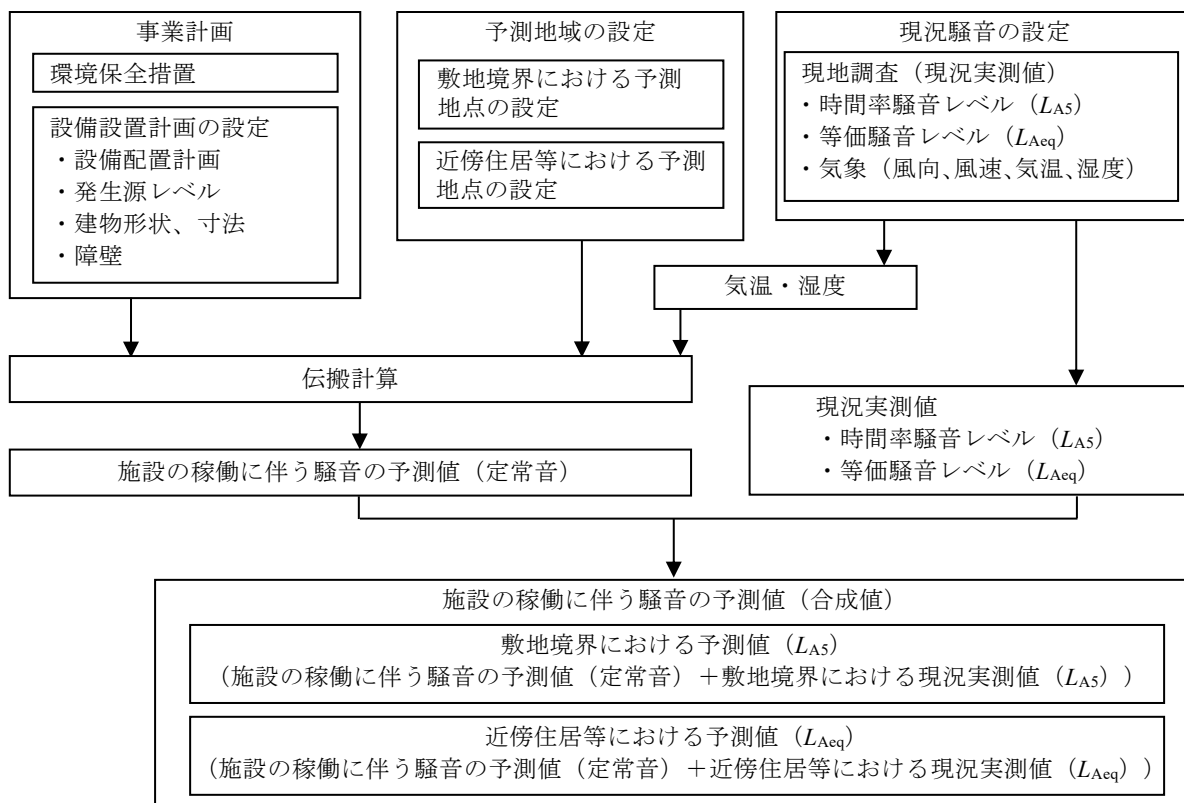 事業計画
環境保全措置
設備設置計画の設定
・設備配置計画
・発生源レベル
・建物形状、寸法
・障壁
予測地域の設定
敷地境界における予測
地点の設定
近傍住居等における予測
地点の設定
現況騒音の設定
現地調査（現況実測値）
・時間率騒音レベル（LA5）
・等価騒音レベル（LAeq）
・気象（風向、風速、気温、湿度）
気温・湿度
伝搬計算
現況実測値
・時間率騒音レベル（LA5）
・等価騒音レベル（LAeq）
施設の稼働に伴う騒音の予測値（定常音）
施設の稼働に伴う騒音の予測値（合成値）
敷地境界における予測値（LA5）
（施設の稼働に伴う騒音の予測値（定常音）＋敷地境界における現況実測値（LA5））
近傍住居等における予測値（LAeq）
（施設の稼働に伴う騒音の予測値（定常音）＋近傍住居等における現況実測値（LAeq））